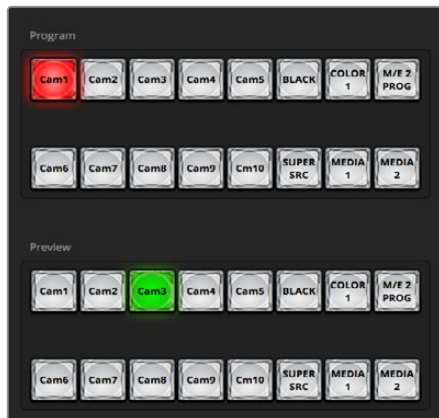 Program
Cam1 Cam2 Cam3 Cam4 Cam5 BLACK COLOR 1 M/E 2 PROG
Cam6 Cam7 Cam8 Cam9 Cm10 SUPER SRC MEDIA 1 MEDIA 2
Preview
Cam1 Cam2 Cam3 Cam4 Cam5 BLACK COLOR 1 M/E 2 PROG
Cam6 Cam7 Cam8 Cam9 Cm10 SUPER SRC MEDIA 1 MEDIA 2